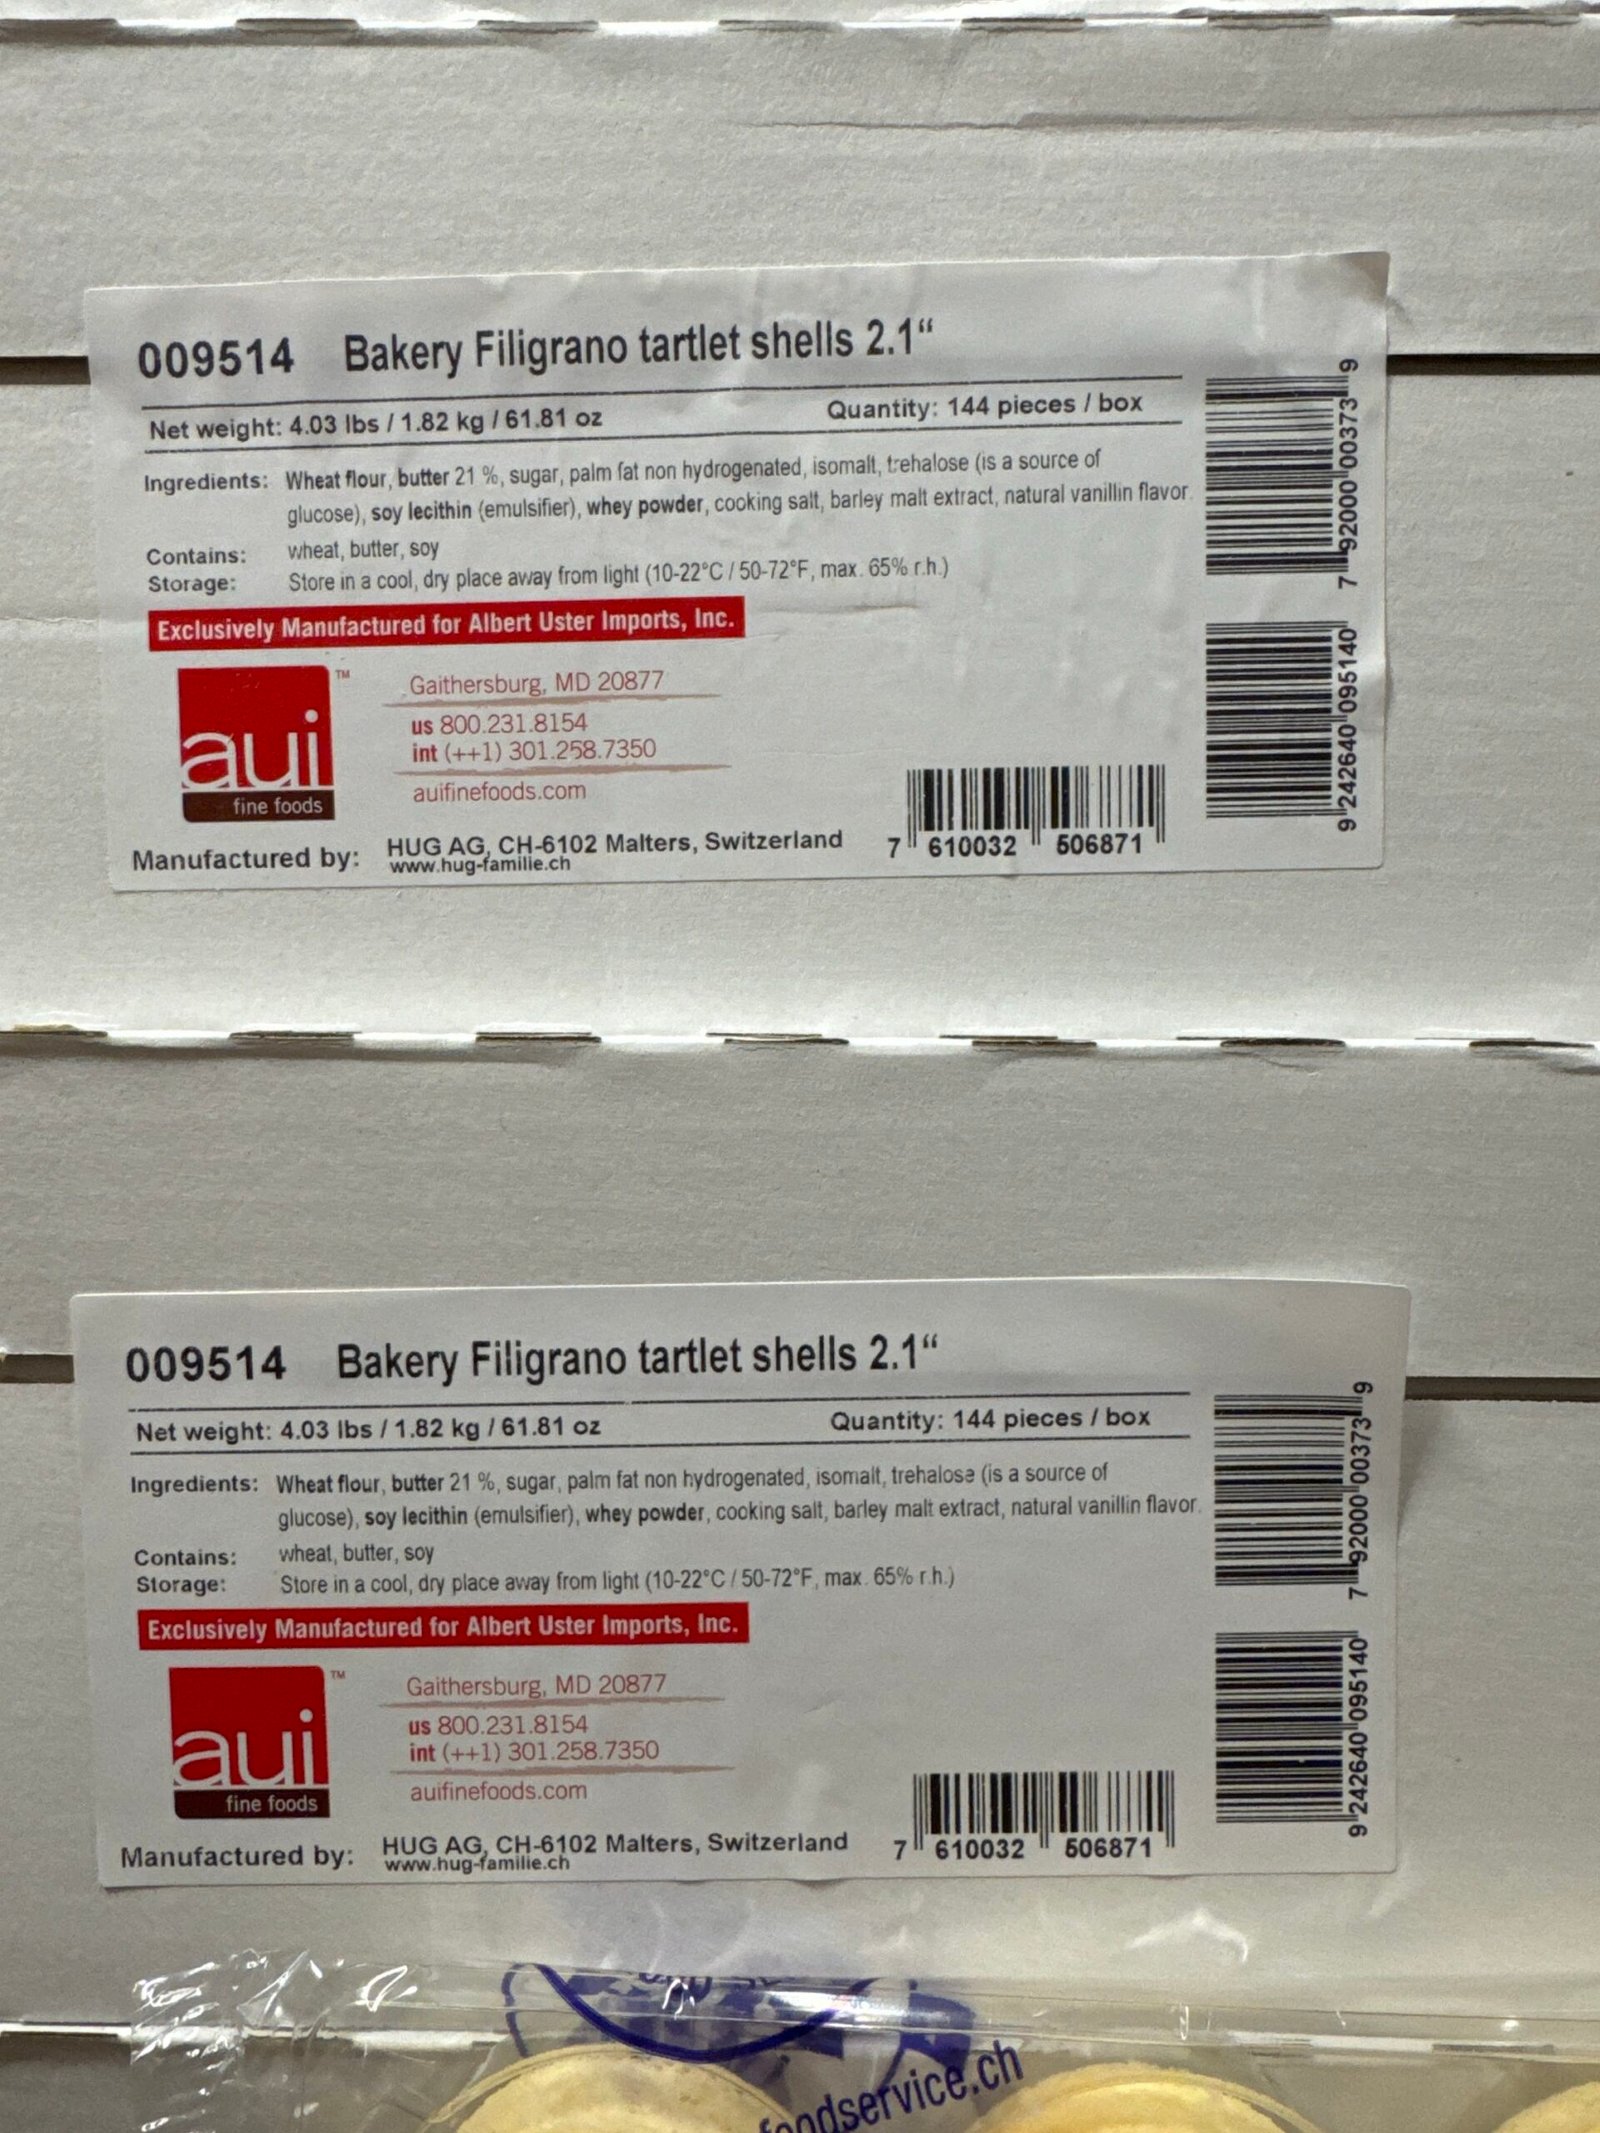 009514 Bakery Filigrano tartlet shells 2.1“
Net weight: 4.03 lbs / 1.82 kg / 61.81 oz Quantity: 144 pieces / box
Ingredients: Wheat flour, butter 21 %, sugar, palm fat non hydrogenated, isomalt, trehalose (is a source of
glucose), soy lecithin (emulsifier), whey powder, cooking salt, barley malt extract, natural vanillin flavor.
Contains: wheat, butter, soy
Storage: Store in a cool, dry place away from light (10-22°C / 50-72°F, max. 65% r.h.)
Exclusively Manufactured for Albert Uster Imports, Inc.
aui TM
fine foods
Gaithersburg, MD 20877
us 800.231.8154
int (++1) 301.258.7350
auifinefoods.com
Manufactured by: HUG AG, CH-6102 Malters, Switzerland
www.hug-familie.ch
7 610032 506871
7 92000 00373 9
9 242640 095140
009514 Bakery Filigrano tartlet shells 2.1“
Net weight: 4.03 lbs / 1.82 kg / 61.81 oz Quantity: 144 pieces / box
Ingredients: Wheat flour, butter 21 %, sugar, palm fat non hydrogenated, isomalt, trehalose (is a source of
glucose), soy lecithin (emulsifier), whey powder, cooking salt, barley malt extract, natural vanillin flavor.
Contains: wheat, butter, soy
Storage: Store in a cool, dry place away from light (10-22°C / 50-72°F, max. 65% r.h.)
Exclusively Manufactured for Albert Uster Imports, Inc.
aui TM
fine foods
Gaithersburg, MD 20877
us 800.231.8154
int (++1) 301.258.7350
auifinefoods.com
Manufactured by: HUG AG, CH-6102 Malters, Switzerland
www.hug-familie.ch
7 610032 506871
7 92000 00373 9
9 242640 095140
foodservice.ch